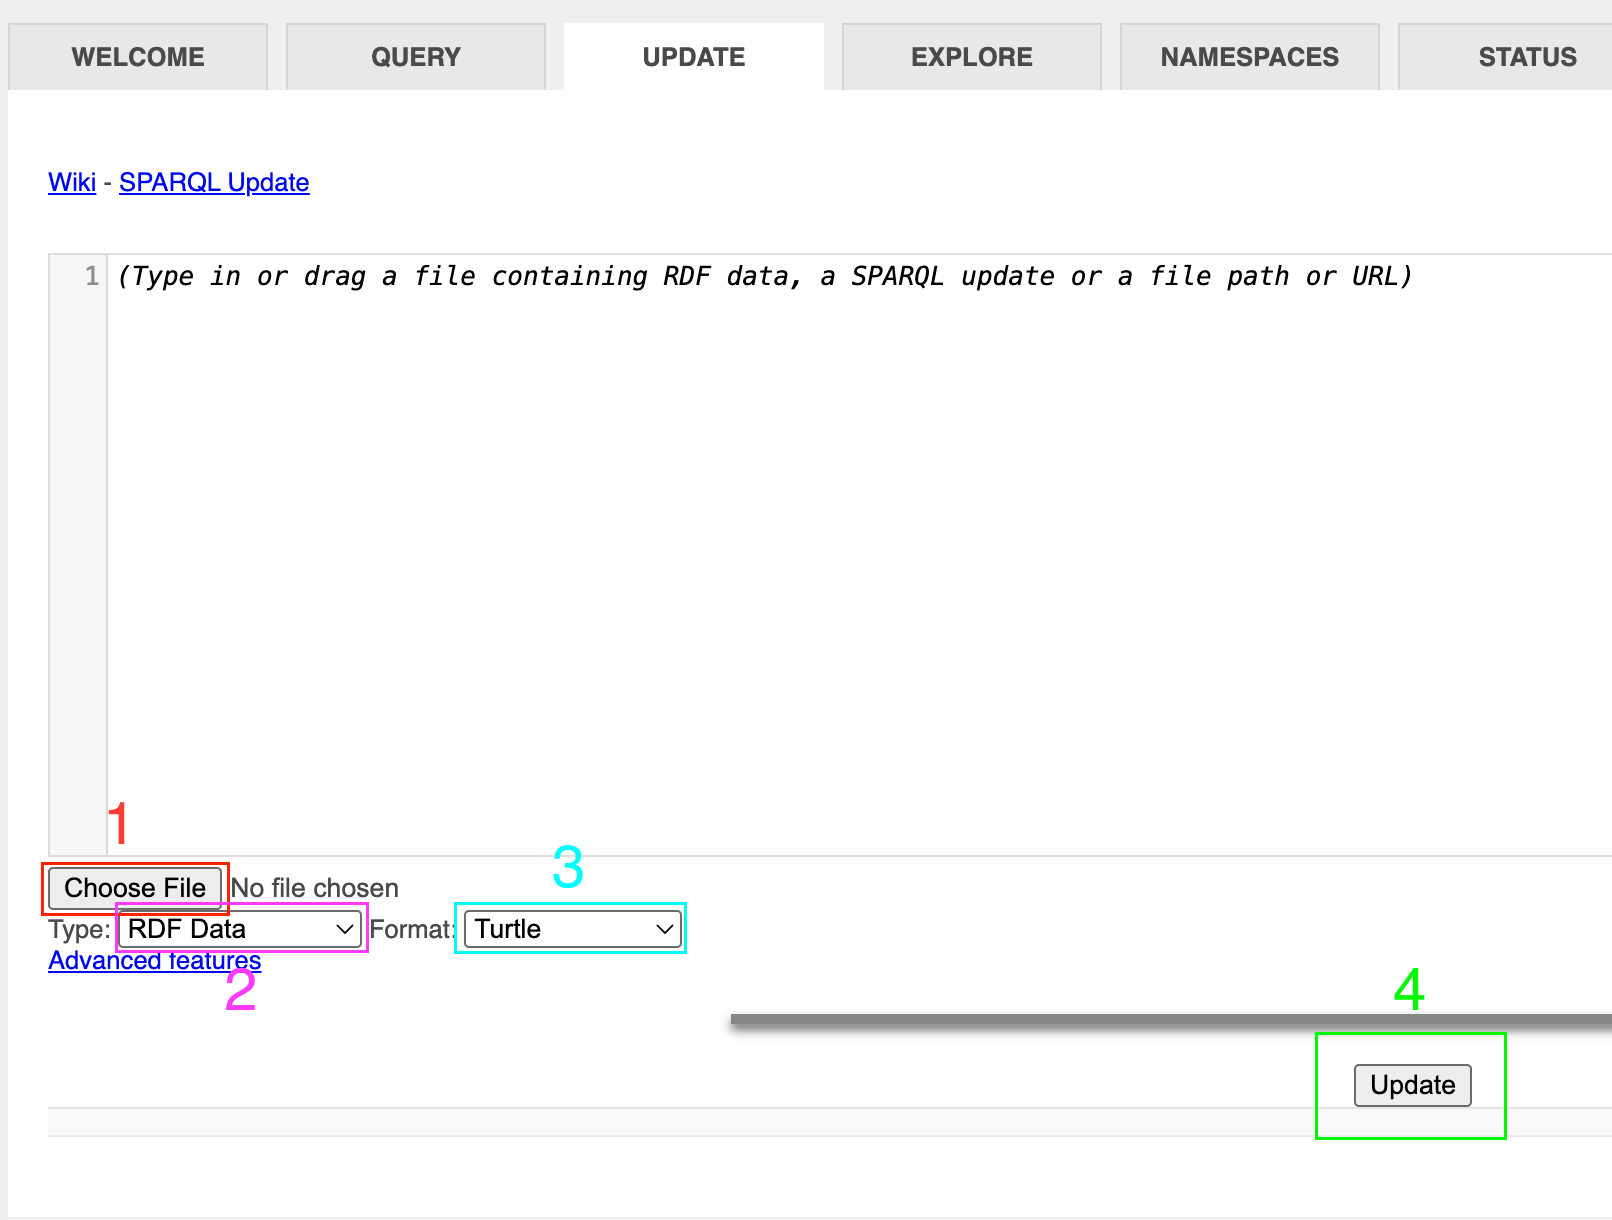 WELCOME QUERY UPDATE EXPLORE NAMESPACES STATUS
Wiki - SPARQL Update
1 (Type in or drag a file containing RDF data, a SPARQL update or a file path or URL)
1
3
Choose File No file chosen
Type: RDF Data Format: Turtle
Advanced features
2
4
Update